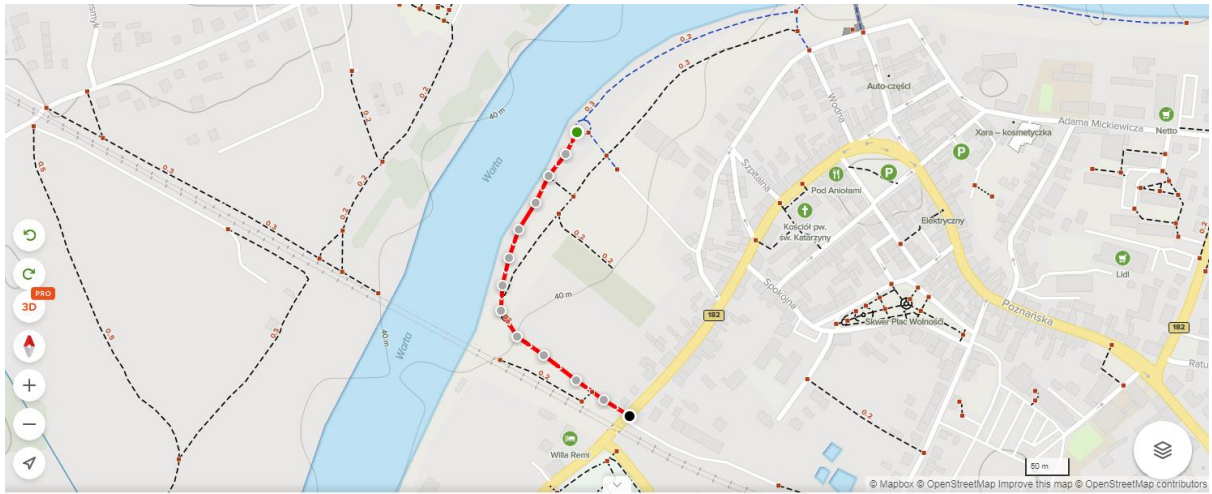 osmyk
0.2
0.3
0.3
0.3
40 m
Wodna
Auto-części
Adama Mickiewicza
Netto
Xara – kosmetyczka
P
0.5
0.2
0.3
Warta
Szpitalna
Pod Aniołami
P
Kościół pw.
św. Katarzyny
Elektryczny
0.3
0.2
Lidl
PRO
3D
40 m
Spokojna
Poznańska
182
Skwer Plac Wolności
182
0.5
40 m
Warta
0.2
Ratu
0.2
Willa Remi
50 m
© Mapbox © OpenStreetMap Improve this map © OpenStreetMap contributors